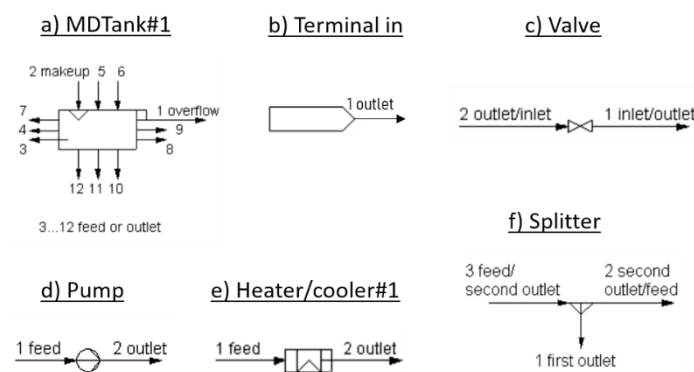 a) MDTank#1
b) Terminal in
c) Valve
2 makeup 5 6
7
1 overflow
4
9
3
8
12 11 10
3...12 feed or outlet
1 outlet
2 outlet/inlet
1 inlet/outlet
f) Splitter
3 feed/
second outlet
2 second
outlet/feed
1 first outlet
d) Pump
e) Heater/cooler#1
1 feed
2 outlet
1 feed
2 outlet